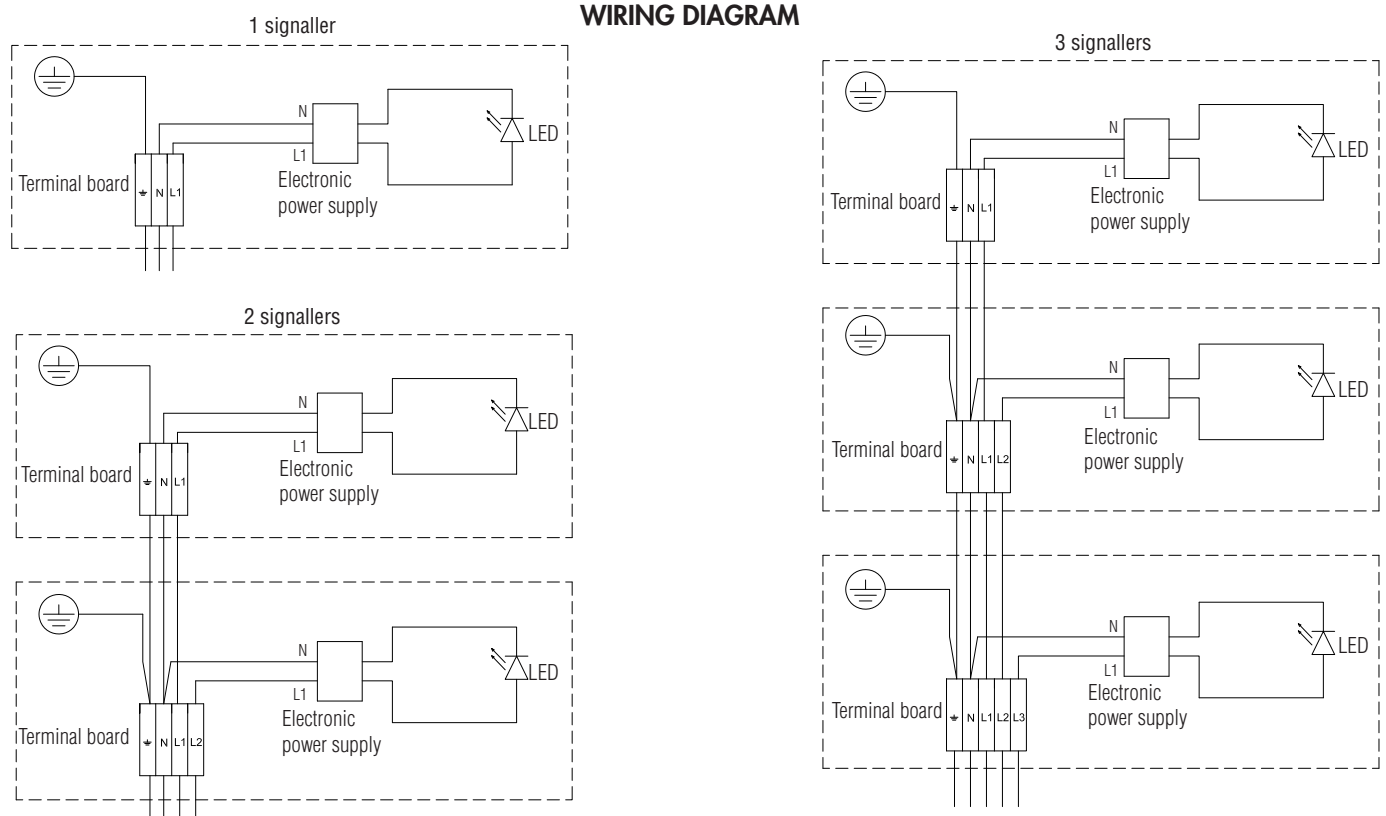 WIRING DIAGRAM
1 signaller
N
LED
L1
Terminal board
N L1
Electronic
power supply
2 signallers
N
LED
L1
Terminal board
N L1
Electronic
power supply
N
LED
L1
Terminal board
N L1 L2
Electronic
power supply
3 signallers
N
LED
L1
Terminal board
N L1
Electronic
power supply
N
LED
L1
Terminal board
N L1 L2
Electronic
power supply
N
LED
L1
Terminal board
N L1 L2 L3
Electronic
power supply